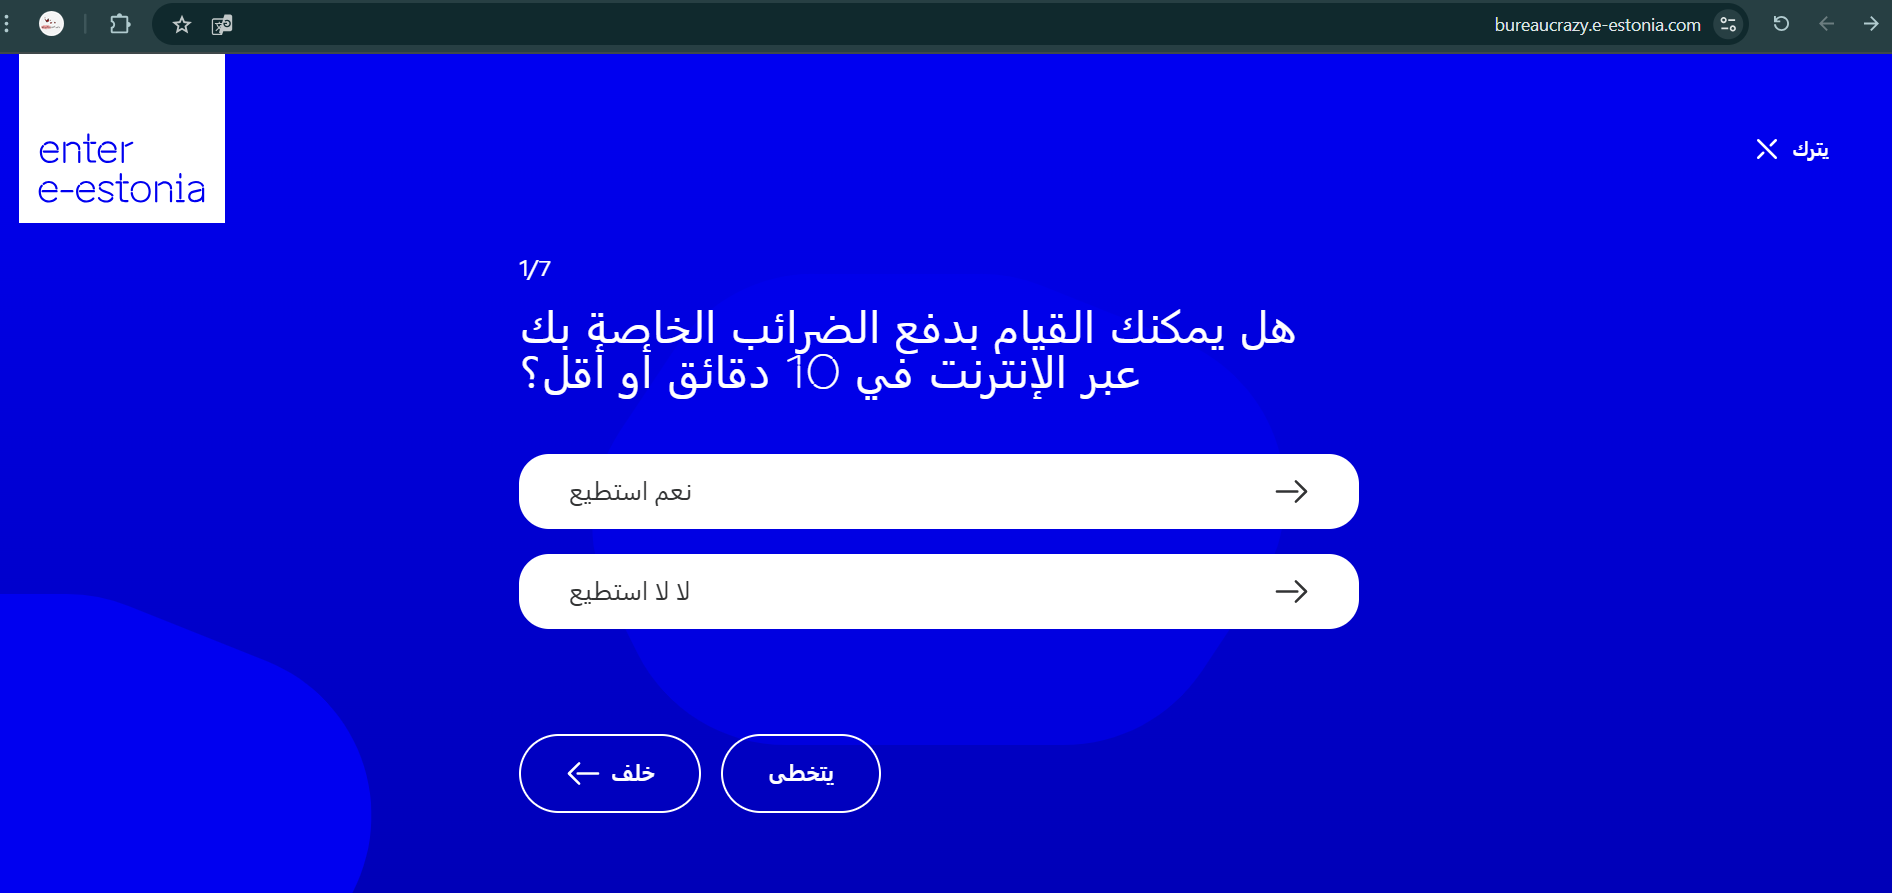 bureaucrazy.e-estonia.com
enter
e-estonia
يترك
1/7
هل يمكنك القيام بدفع الضرائب الخاصة بك
عبر الإنترنت في 10 دقائق أو أقل؟
نعم استطيع
لا لا استطيع
خلف
يتخطى